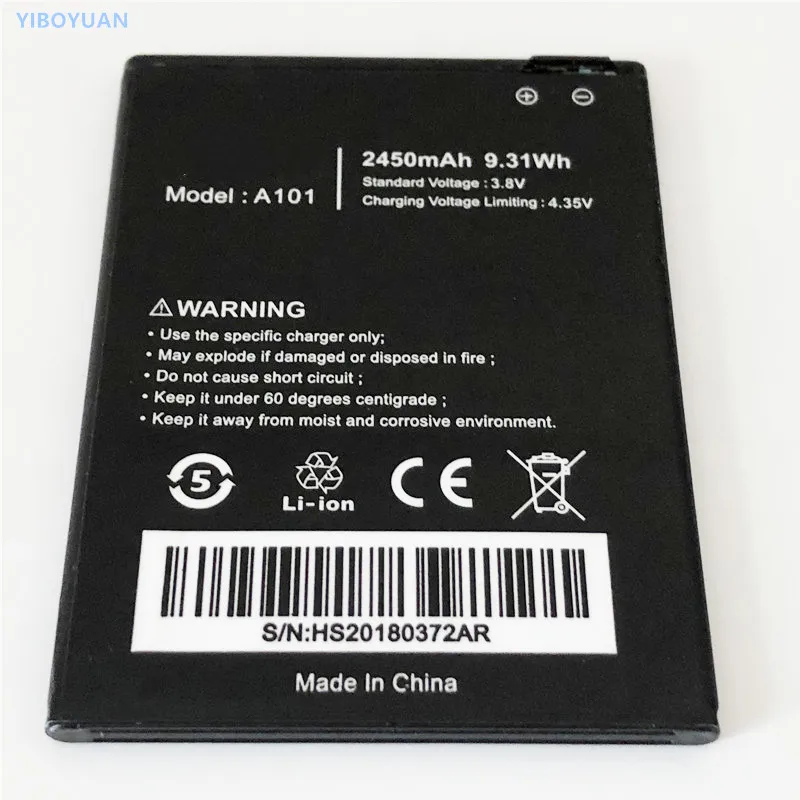 YIBOYUAN
Model : A101
2450mAh 9.31Wh
Standard Voltage : 3.8V
Charging Voltage Limiting : 4.35V
WARNING
• Use the specific charger only;
• May explode if damaged or disposed in fire ;
• Do not cause short circuit ;
• Keep it under 60 degrees centigrade ;
• Keep it away from moist and corrosive environment.
5
Li-ion
CE
S/N:HS20180372AR
Made In China